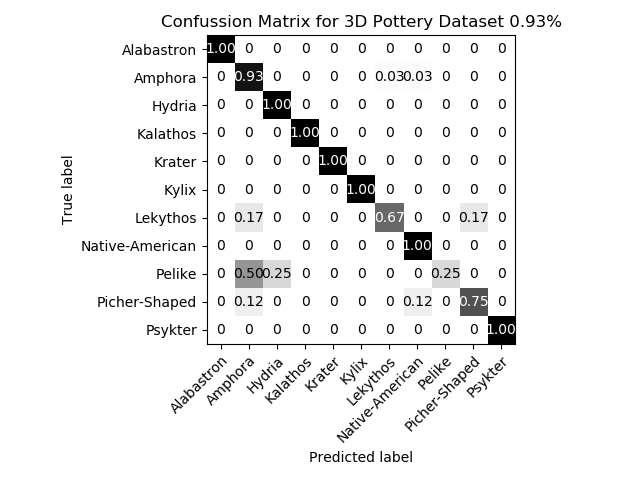 Confussion Matrix for 3D Pottery Dataset 0.93%
Alabastron 1.00 0 0 0 0 0 0 0 0 0 0
Amphora 0 0.93 0 0 0 0 0.03 0.03 0 0 0
Hydria 0 0 1.00 0 0 0 0 0 0 0 0
Kalathos 0 0 0 1.00 0 0 0 0 0 0 0
Krater 0 0 0 0 1.00 0 0 0 0 0 0
Kylix 0 0 0 0 0 1.00 0 0 0 0 0
Lekythos 0 0.17 0 0 0 0 0.67 0 0 0.17 0
Native-American 0 0 0 0 0 0 0 1.00 0 0 0
Pelike 0 0.50 0.25 0 0 0 0 0 0.25 0 0
Picher-Shaped 0 0.12 0 0 0 0 0 0.12 0 0.75 0
Psykter 0 0 0 0 0 0 0 0 0 0 1.00
True label
Alabastron Amphora Hydria Kalathos Krater Kylix Lekythos Native-American Pelike Picher-Shaped Psykter
Predicted label